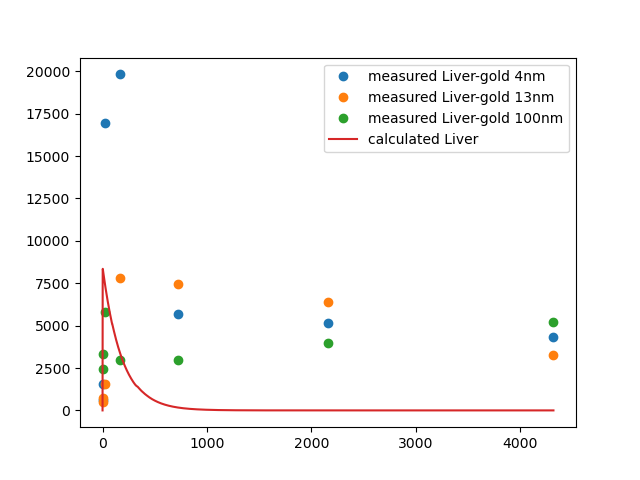 20000
17500
15000
12500
10000
7500
5000
2500
0
measured Liver-gold 4nm
measured Liver-gold 13nm
measured Liver-gold 100nm
calculated Liver
0 1000 2000 3000 4000